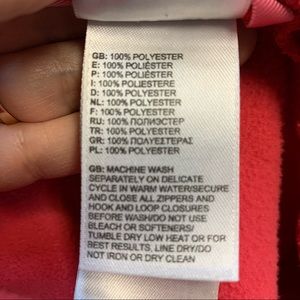 GB: 100% POLYESTER
E: 100% POLIÉSTER
P: 100% POLIÉSTER
I: 100% POLIESTERE
D: 100% POLYESTER
NL: 100% POLYESTER
F: 100% POLYESTER
RU: 100% ПОЛИЭСТЕР
TR: 100% POLYESTER
GR: 100% ΠΟΛΥΕΣΤΕΡΑΣ
PL: 100% POLYESTER
GB: MACHINE WASH
SEPARATELY ON DELICATE
CYCLE IN WARM WATER/SECURE
AND CLOSE ALL ZIPPERS AND
HOOK AND LOOP CLOSURES
BEFORE WASH/DO NOT USE
BLEACH OR SOFTENERS/
TUMBLE DRY LOW HEAT OR FOR
BEST RESULTS, LINE DRY/DO
NOT IRON OR DRY CLEAN